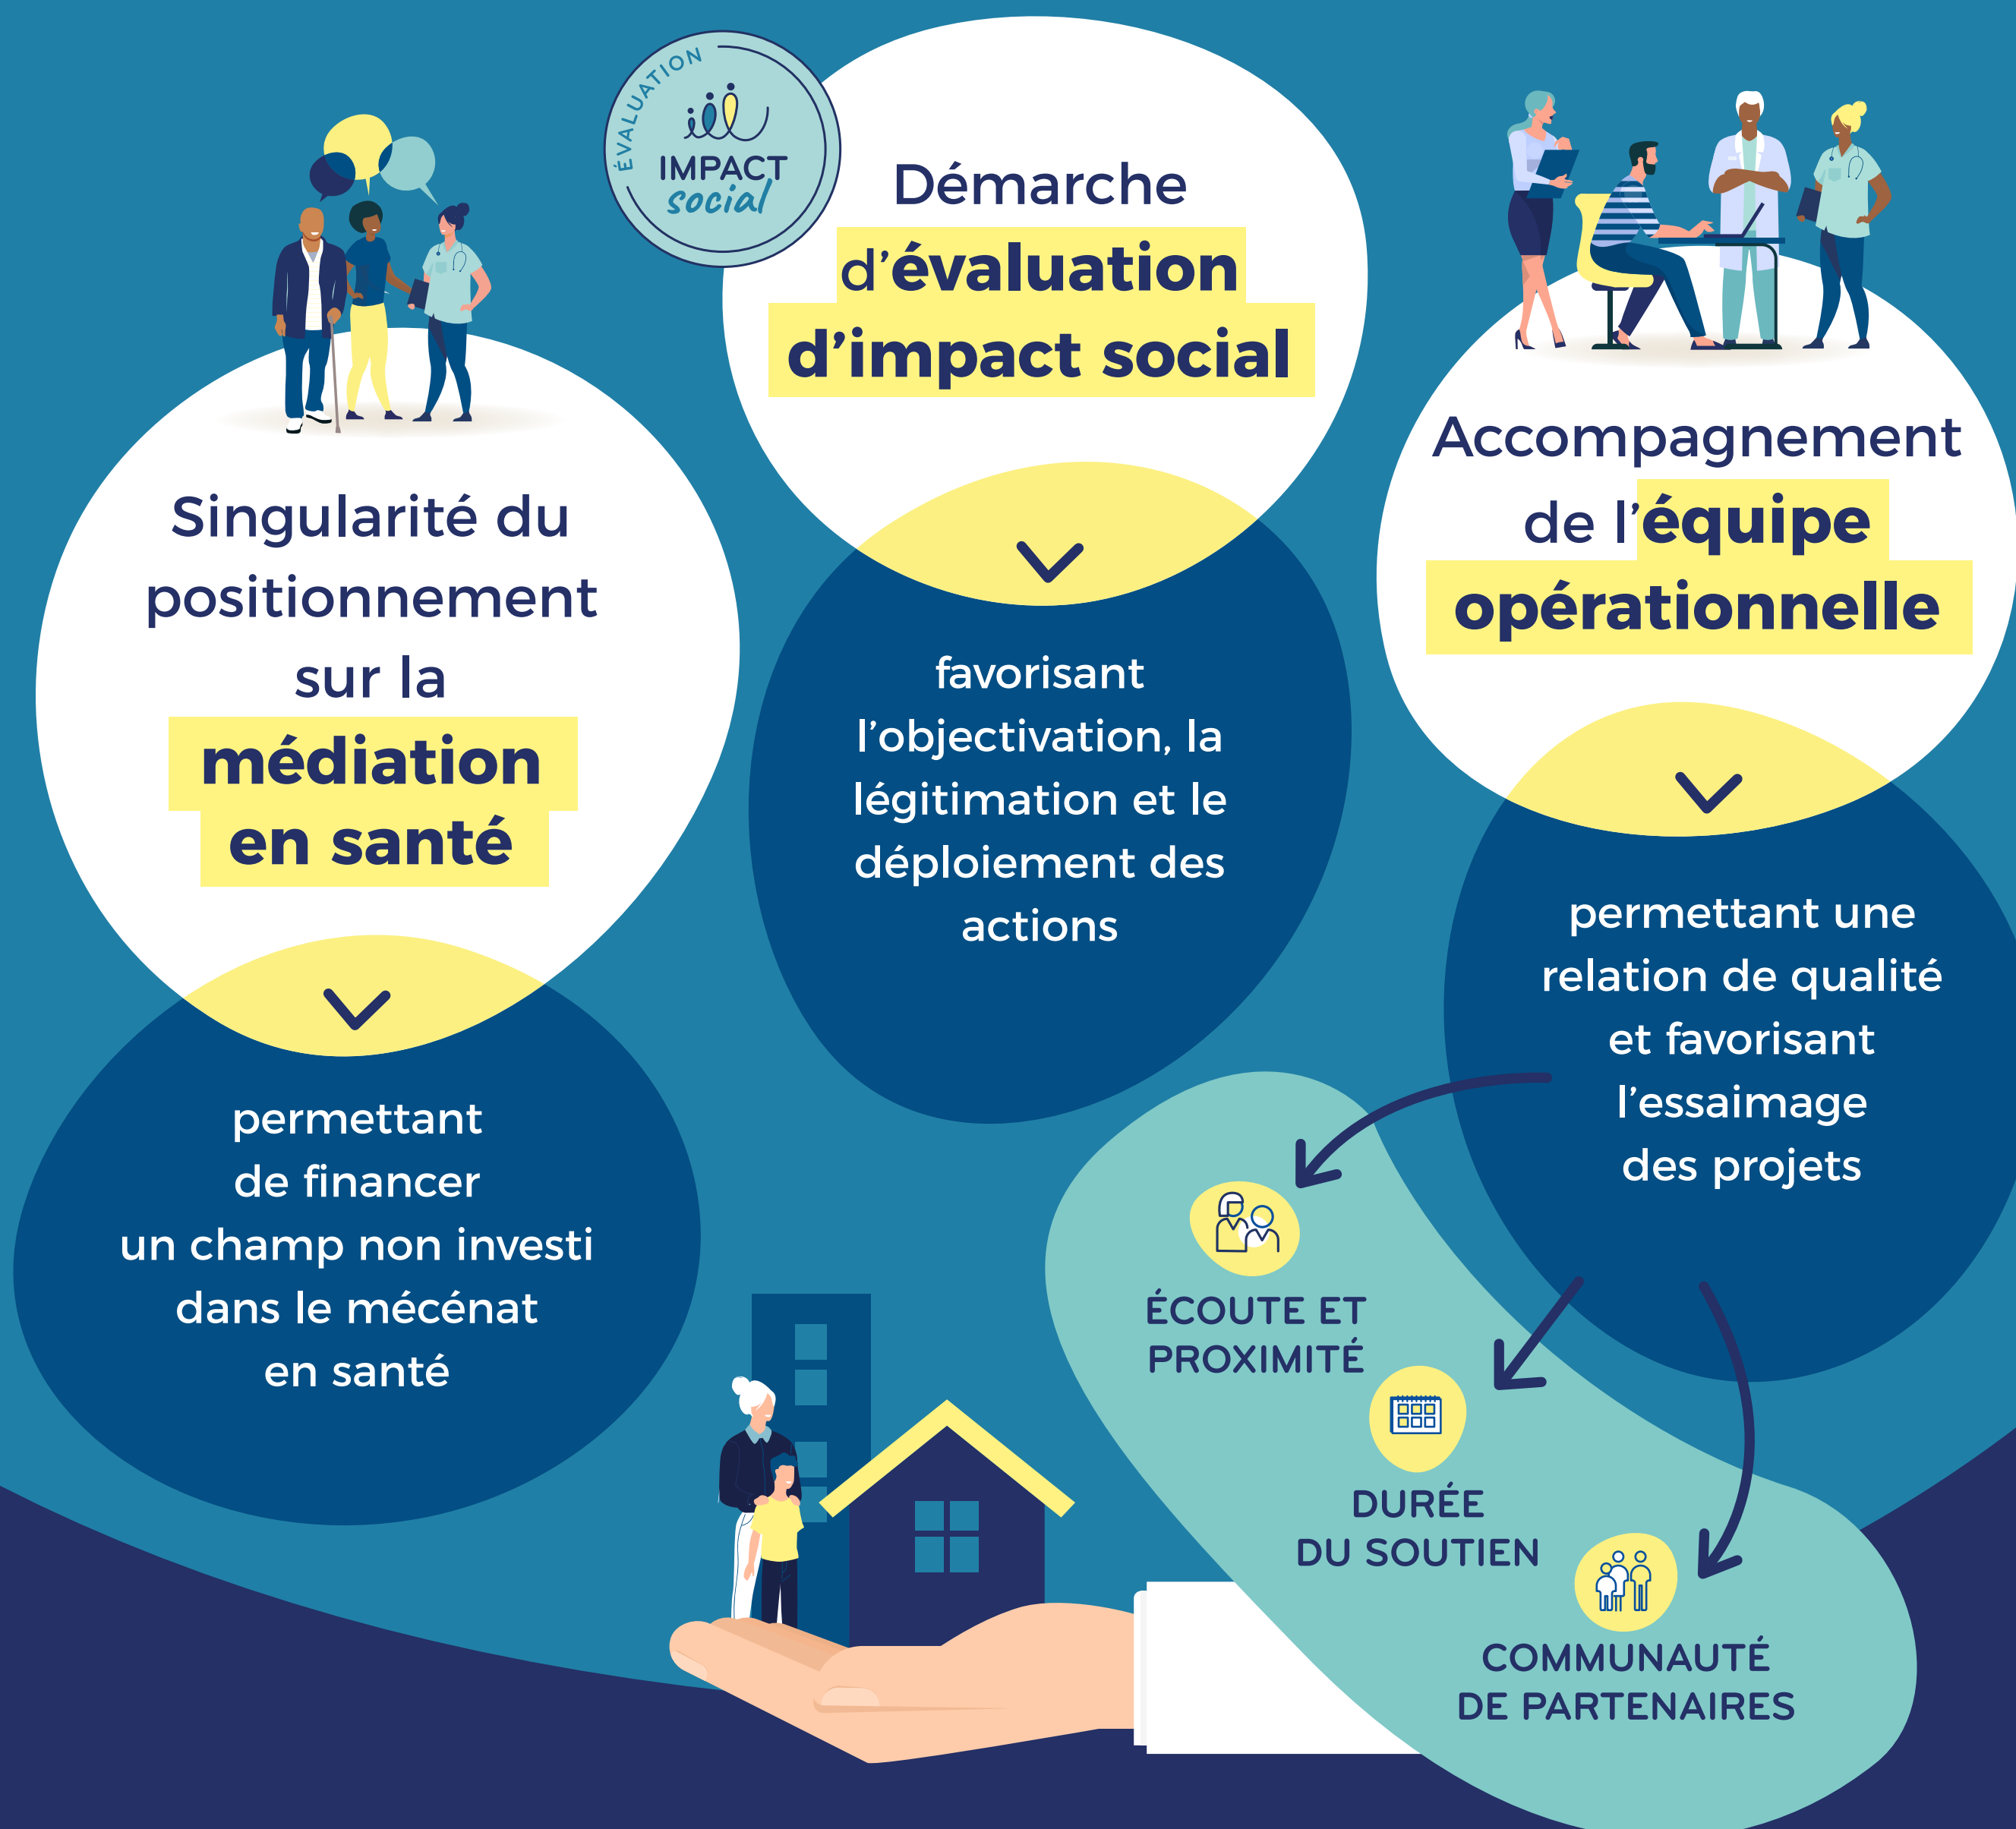 Singularité du
positionnement
sur la
médiation
en santé
permettant
de financer
un champ non investi
dans le mécénat
en santé
ÉVALUATION
IMPACT
social
Démarche
d'évaluation
d'impact social
favorisant
l'objectivation, la
légitimation et le
déploiement des
actions
Accompagnement
de l'équipe
opérationnelle
permettant une
relation de qualité
et favorisant
l'essaimage
des projets
ÉCOUTE ET
PROXIMITÉ
DURÉE
DU SOUTIEN
COMMUNAUTÉ
DE PARTENAIRES